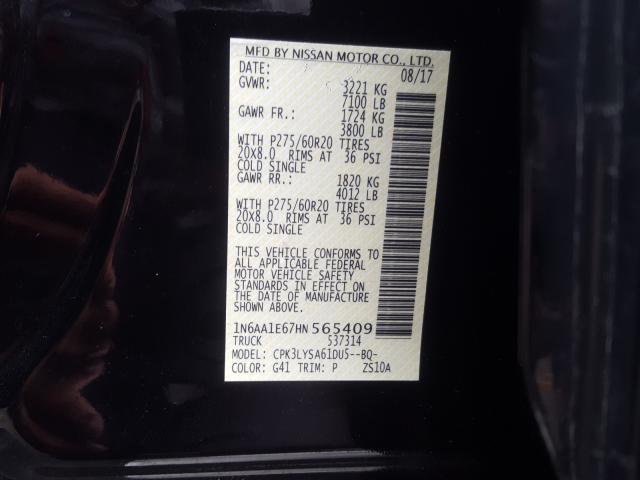 MFD BY NISSAN MOTOR CO., LTD.
DATE: 08/17
GVWR: 3221 KG
7100 LB
GAWR FR.: 1724 KG
3800 LB
WITH P275/60R20 TIRES
20X8.0 RIMS AT 36 PSI
COLD SINGLE
GAWR RR.: 1820 KG
4012 LB
WITH P275/60R20 TIRES
20X8.0 RIMS AT 36 PSI
COLD SINGLE
THIS VEHICLE CONFORMS TO
ALL APPLICABLE FEDERAL
MOTOR VEHICLE SAFETY
STANDARDS IN EFFECT ON
THE DATE OF MANUFACTURE
SHOWN ABOVE.
1N6AA1E67HN565409
TRUCK 537314
MODEL: CPK3LYSA61DU5--BQ-
COLOR: G41 TRIM: P ZS10A